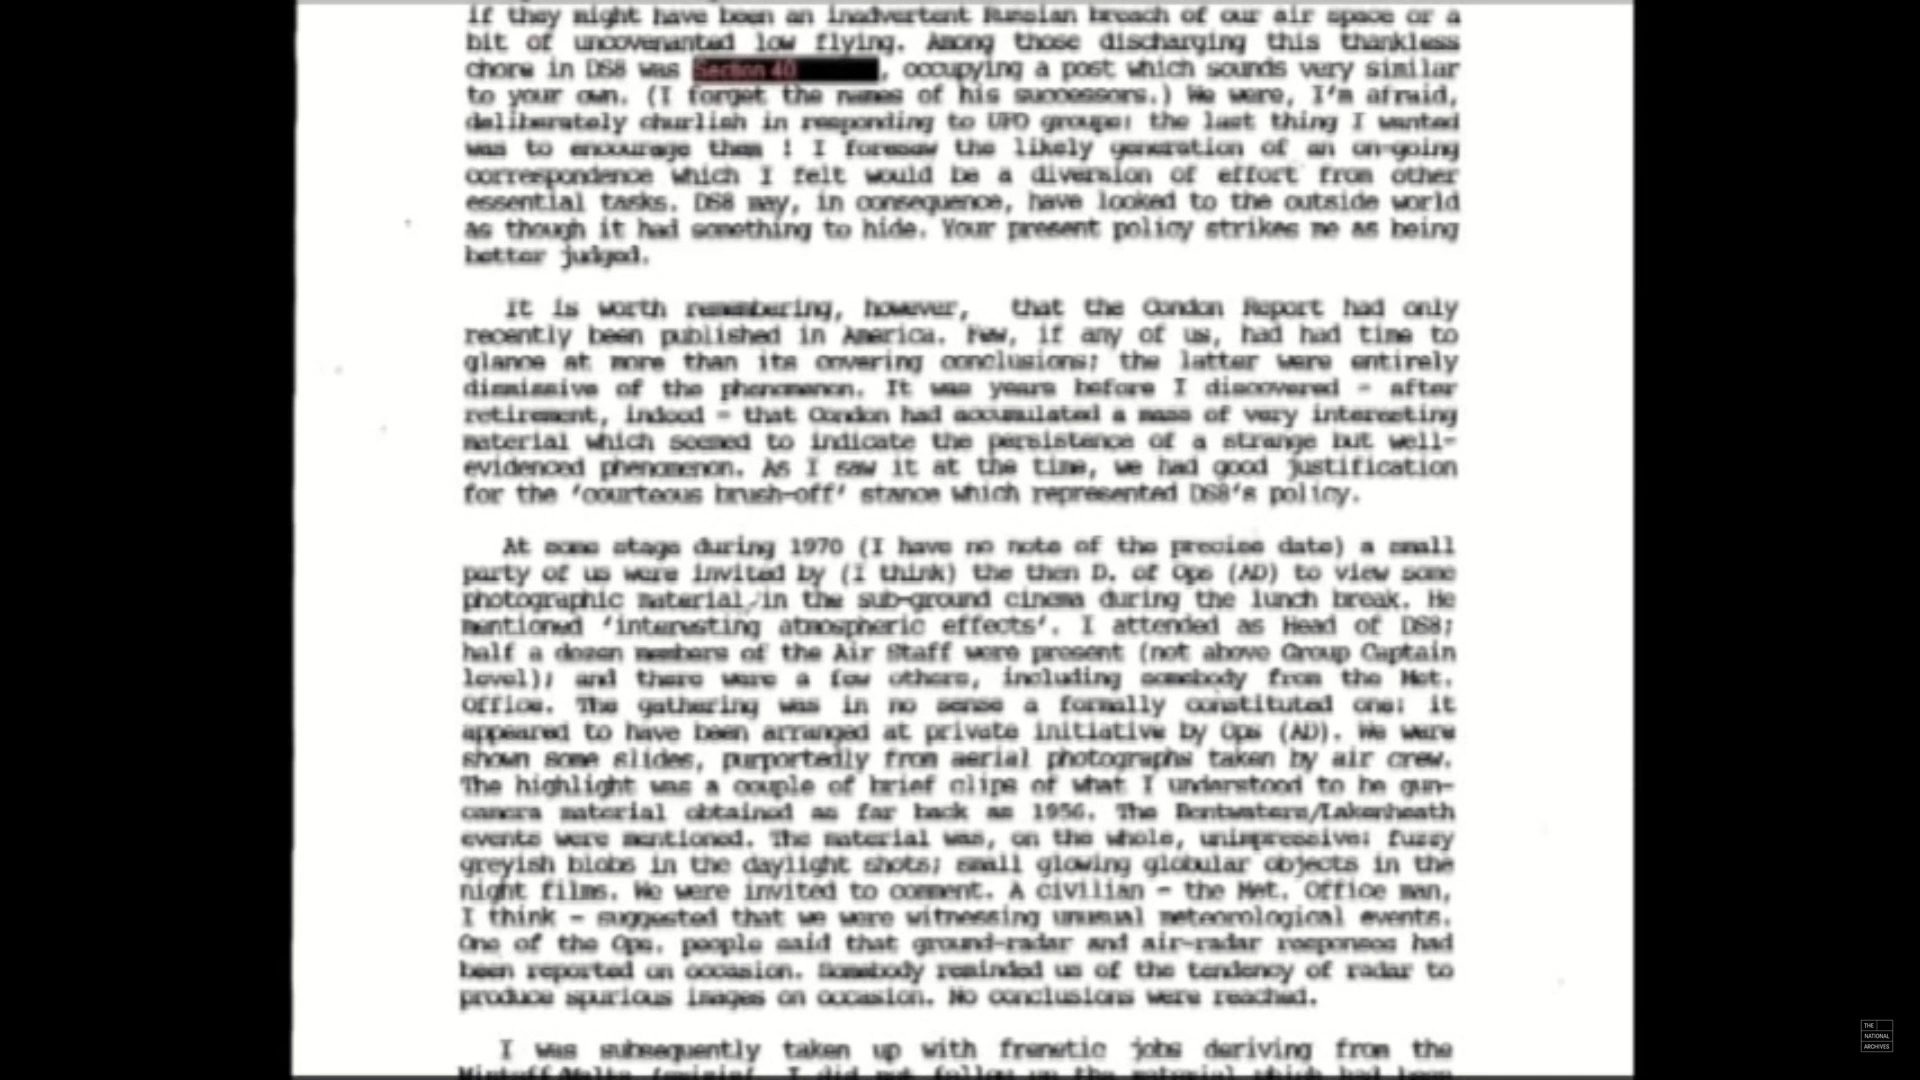 if they might have been an inadvertent Russian breach of our air space or a
bit of uncovenanted low flying. Among those discharging this thankless
chore in DS8 was Section 40, occupying a post which sounds very similar
to your own. (I forget the names of his successors.) We were, I'm afraid,
deliberately churlish in responding to UFO groups: the last thing I wanted
was to encourage them ! I foresaw the likely generation of an on-going
correspondence which I felt would be a diversion of effort from other
essential tasks. DS8 may, in consequence, have looked to the outside world
as though it had something to hide. Your present policy strikes me as being
better judged.
It is worth remembering, however, that the Condon Report had only
recently been published in America. Few, if any of us, had had time to
glance at more than its covering conclusions; the latter were entirely
dismissive of the phenomenon. It was years before I discovered - after
retirement, indeed - that Condon had accumulated a mass of very interesting
material which seemed to indicate the persistence of a strange but well-
evidenced phenomenon. As I saw it at the time, we had good justification
for the 'courteous brush-off' stance which represented DS8's policy.
At some stage during 1970 (I have no note of the precise date) a small
party of us were invited by (I think) the then D. of Ops (AD) to view some
photographic material in the sub-ground cinema during the lunch break. He
mentioned 'interesting atmospheric effects'. I attended as Head of DS8;
half a dozen members of the Air Staff were present (not above Group Captain
level); and there were a few others, including somebody from the Met.
Office. The gathering was in no sense a formally constituted one; it
appeared to have been arranged at private initiative by Ops (AD). We were
shown some slides, purportedly from aerial photographs taken by air crew.
The highlight was a couple of brief clips of what I understood to be gun-
camera material obtained as far back as 1956. The Bentwaters/Lakenheath
events were mentioned. The material was, on the whole, unimpressive: fuzzy
greyish blobs in the daylight shots; small glowing globular objects in the
night films. We were invited to comment. A civilian - the Met. Office man,
I think - suggested that we were witnessing unusual meteorological events.
One of the Ops. people said that ground-radar and air-radar responses had
been reported on occasion. Somebody reminded us of the tendency of radar to
produce spurious images on occasion. No conclusions were reached.
I was subsequently taken up with frenetic jobs deriving from the
Mintoff/Malta I did not follow up the material which had been
THE
NATIONAL
ARCHIVES